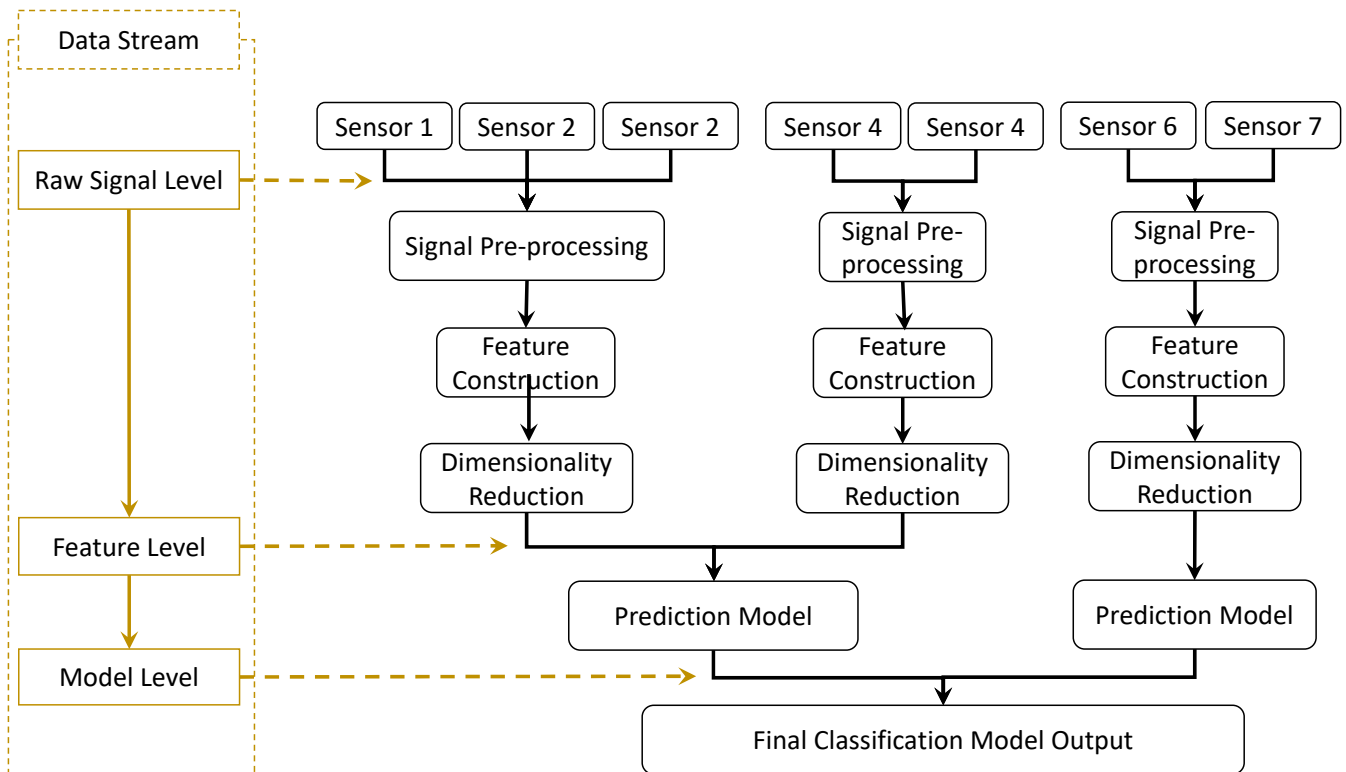 Data Stream
Sensor 1
Sensor 2
Sensor 2
Sensor 4
Sensor 4
Sensor 6
Sensor 7
Raw Signal Level
Signal Pre-processing
Signal Pre-
processing
Signal Pre-
processing
Feature
Construction
Feature
Construction
Feature
Construction
Dimensionality
Reduction
Dimensionality
Reduction
Dimensionality
Reduction
Feature Level
Prediction Model
Prediction Model
Model Level
Final Classification Model Output